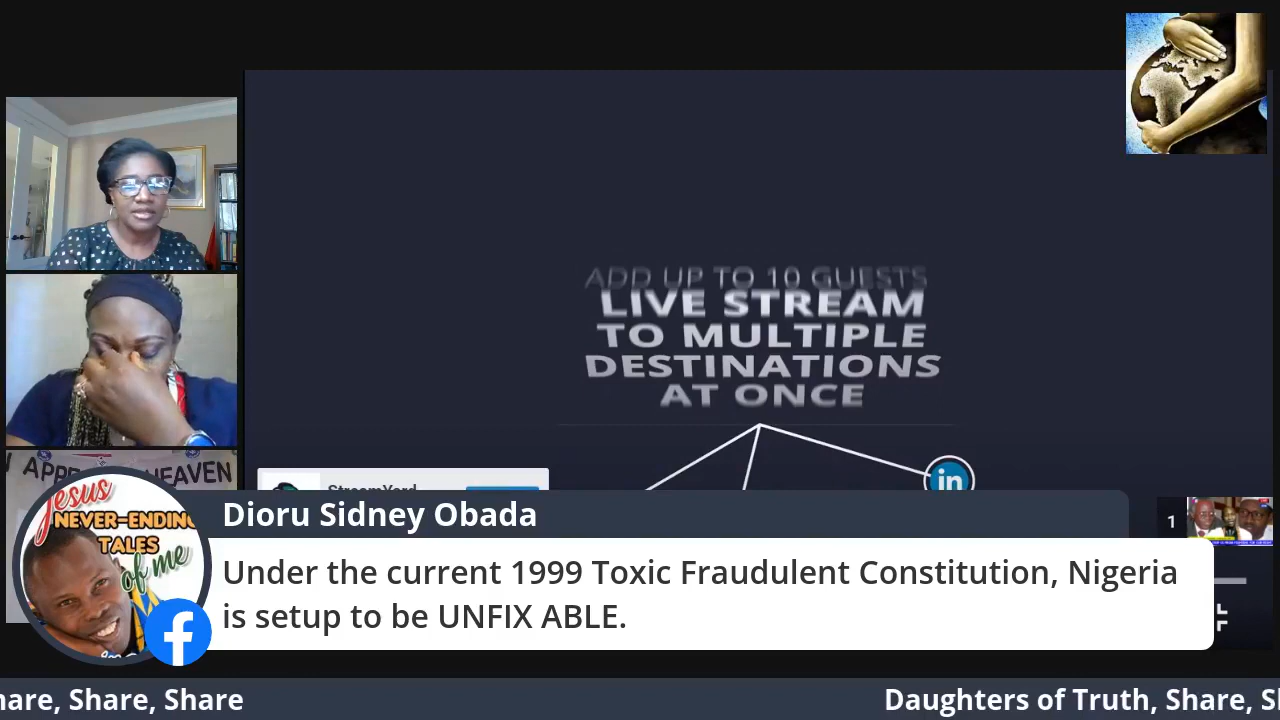 ADD UP TO 10 GUESTS
LIVE STREAM
TO MULTIPLE
DESTINATIONS
AT ONCE
in
StreamYard
HEAVEN
Jesus
NEVER-ENDING
TALES
of me
Dioru Sidney Obada
Under the current 1999 Toxic Fraudulent Constitution, Nigeria
is setup to be UNFIX ABLE.
1
hare, Share, Share
Daughters of Truth, Share, S